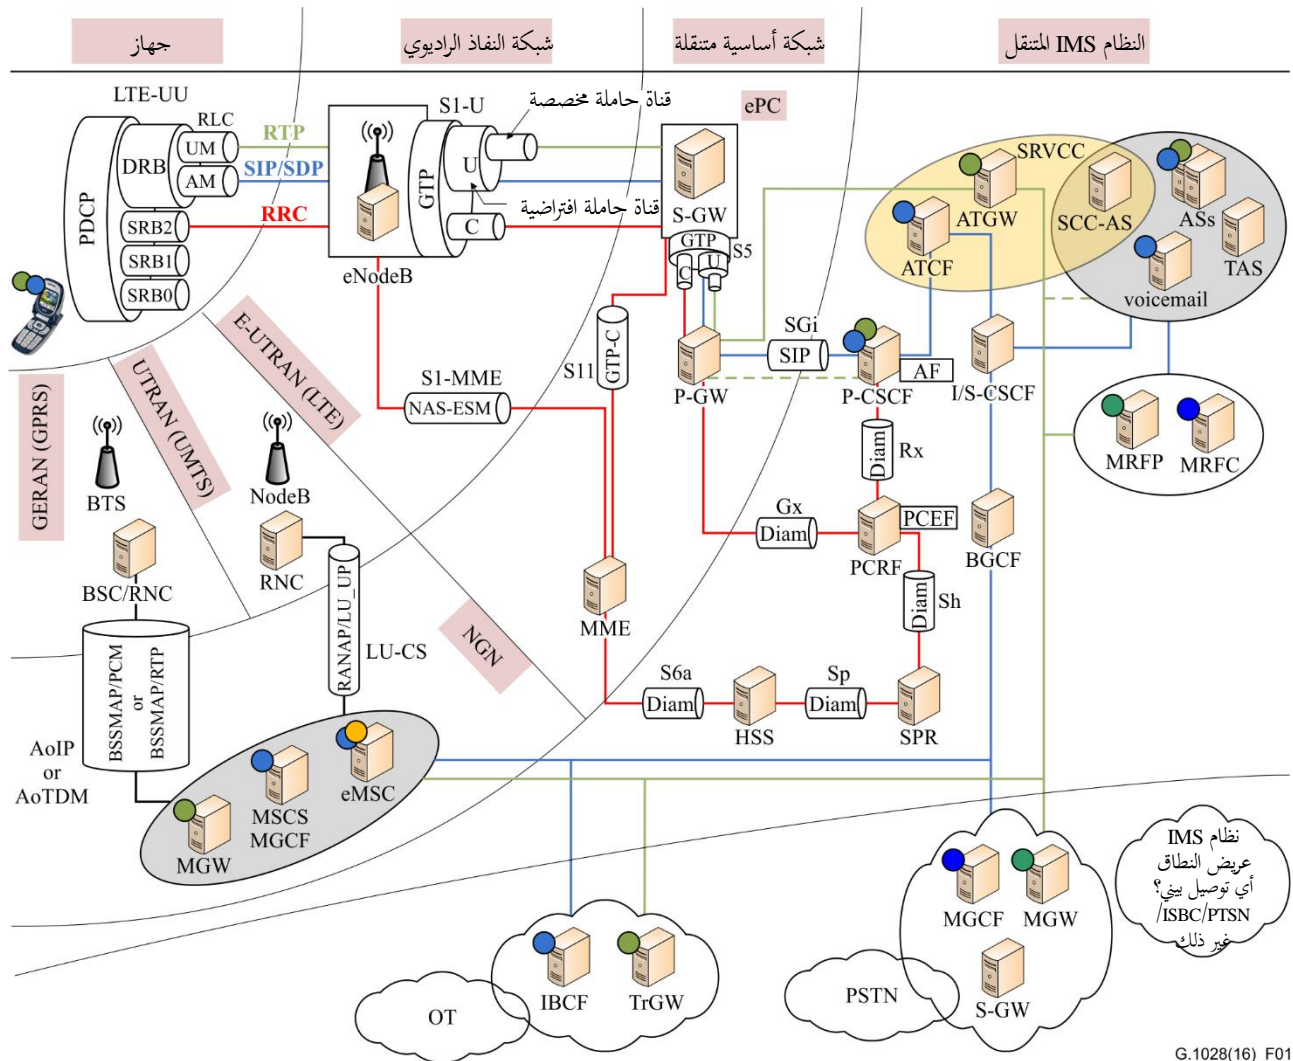 جهاز
شبكة النفاذ الراديوي
شبكة أساسية متنقلة
النظام IMS المتنقل
LTE-UU
RLC
UM
AM
DRB
PDCP
SRB2
SRB1
SRB0
RTP
SIP/SDP
RRC
eNodeB
S1-U
GTP
U
C
قناة حاملة مخصصة
قناة حاملة افتراضية
ePC
S-GW
GTP
S5
C
U
SRVCC
ATGW
SCC-AS
ATCF
ASs
TAS
voicemail
GERAN (GPRS)
UTRAN (UMTS)
E-UTRAN (LTE)
NGN
S1-MME
NAS-ESM
S11
GTP-C
P-GW
SGi
SIP
P-CSCF
AF
I/S-CSCF
MRFP
MRFC
BTS
NodeB
BSC/RNC
RNC
Rx
Diam
Gx
Diam
PCRF
PCEF
BGCF
Sh
Diam
MME
RANAP/LU_UP
LU-CS
BSSMAP/PCM
or
BSSMAP/RTP
AoIP
or
AoTDM
S6a
Diam
HSS
Sp
Diam
SPR
eMSC
MSCS
MGCF
MGW
IBCF
TrGW
OT
MGCF
MGW
S-GW
PSTN
نظام IMS
عريض النطاق
أي توصيل بيني؟
ISBC/PTSN/
غير ذلك
G.1028(16)_F01